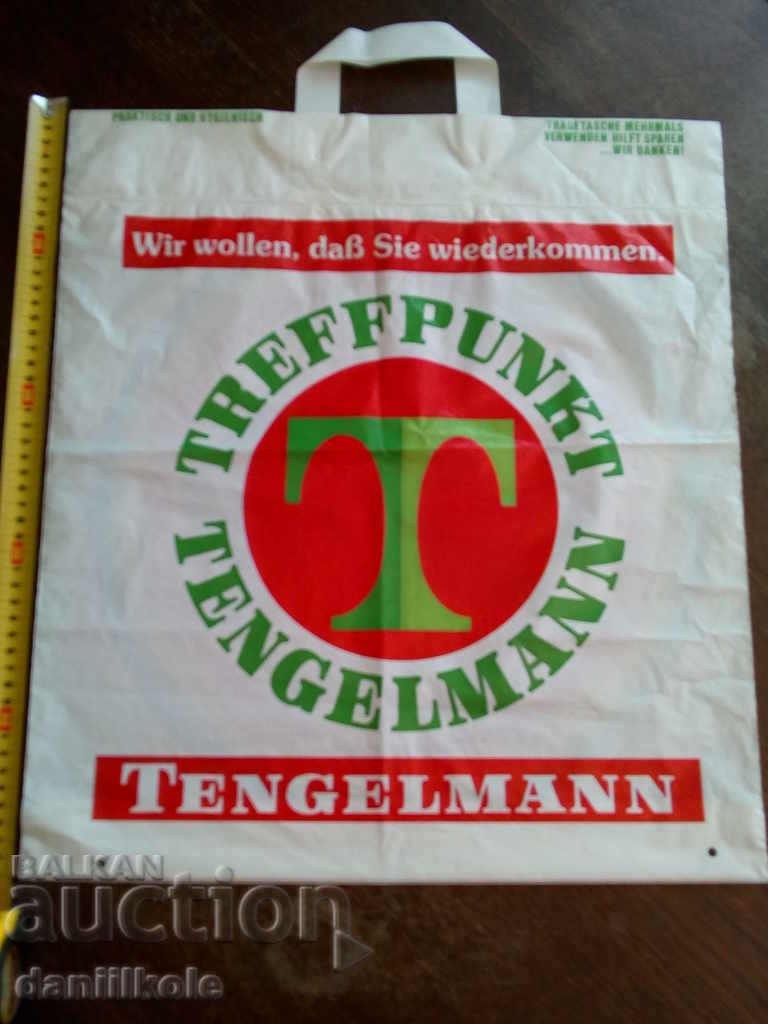 PRAKTISCH UND HYGIENISCH
TRAGETASCHE MEHRMALS
VERWENDEN HILFT SPAREN
...WIR DANKEN!
Wir wollen, daß Sie wiederkommen.
TREFFPUNKT
T
TENGELMANN
TENGELMANN
BALKAN
auction
daniilkole